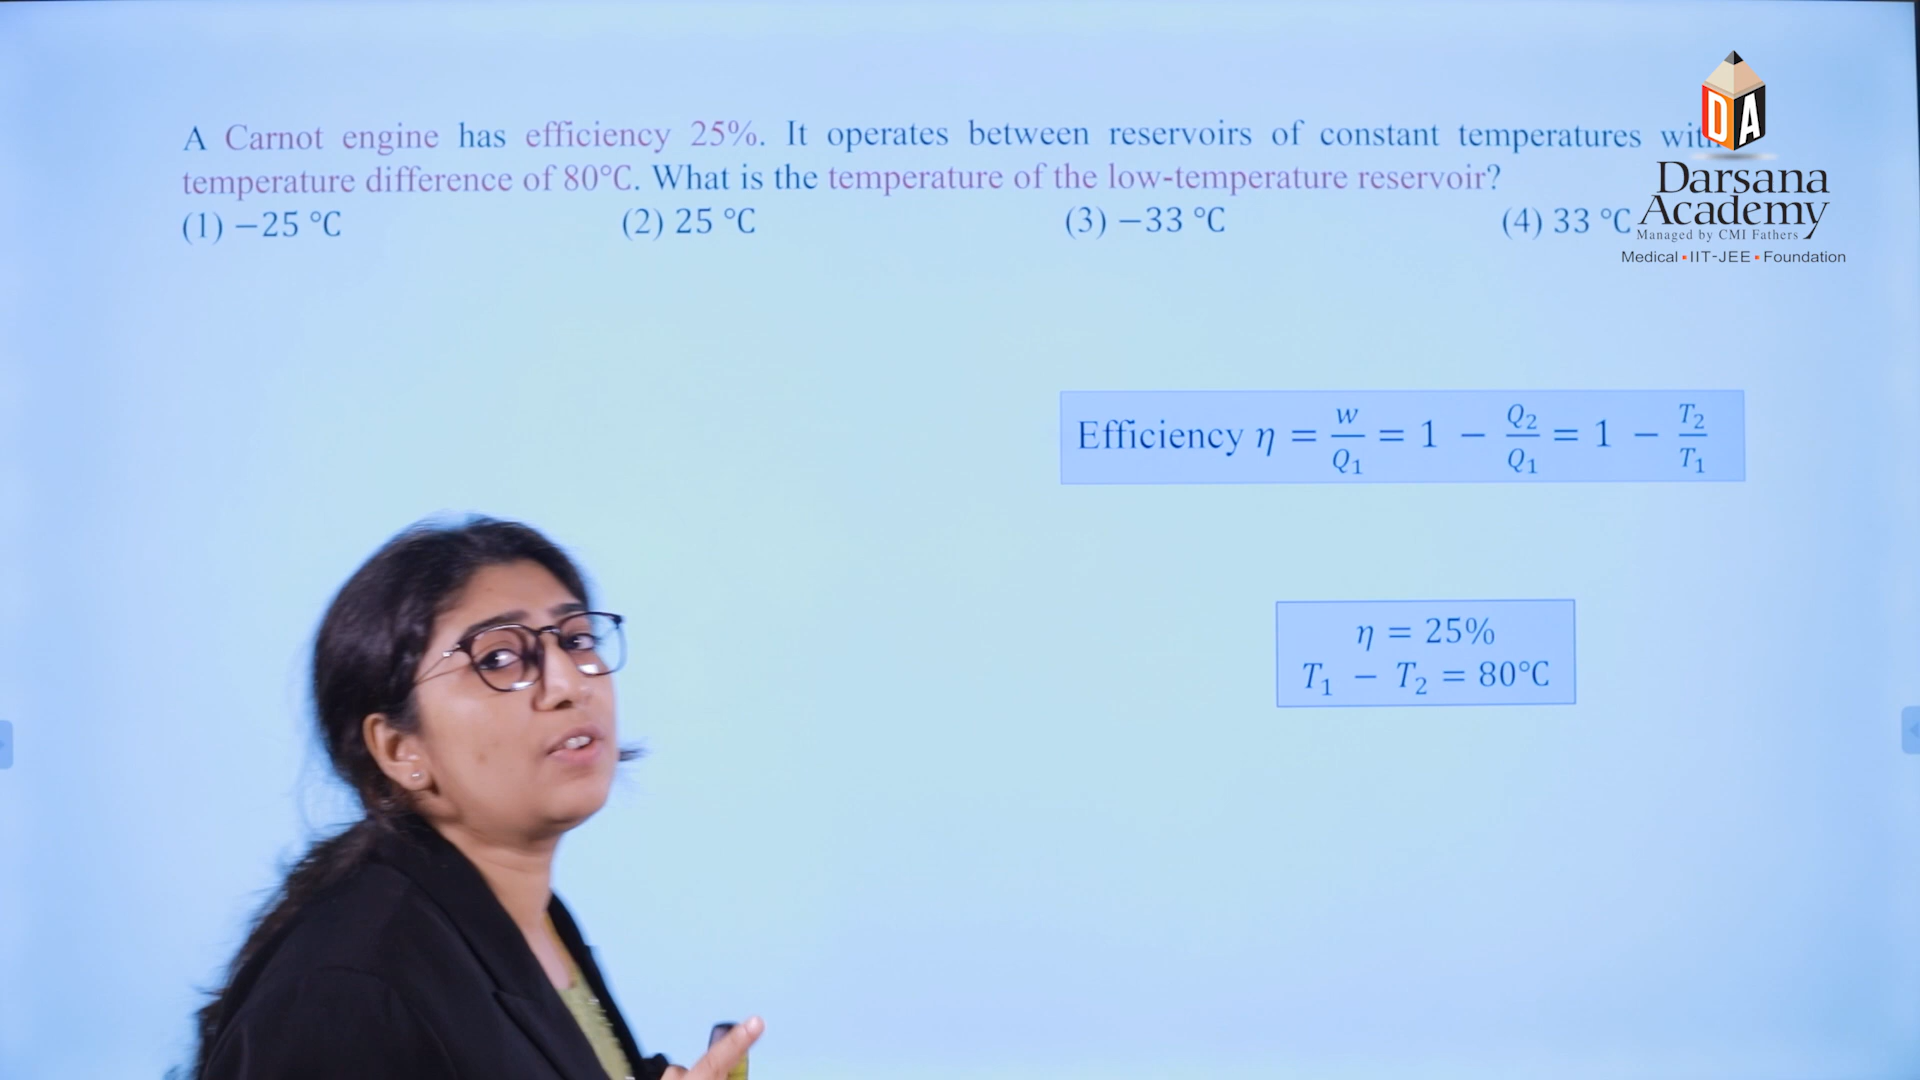 A Carnot engine has efficiency 25%. It operates between reservoirs of constant temperatures with
temperature difference of 80°C. What is the temperature of the low-temperature reservoir?
(1) −25 °C (2) 25 °C (3) −33 °C (4) 33 °C
DA
Darsana
Academy
Managed by CMI Fathers
Medical ▪ IIT-JEE ▪ Foundation
Efficiency η = w/Q₁ = 1 − Q₂/Q₁ = 1 − T₂/T₁
η = 25%
T₁ − T₂ = 80°C